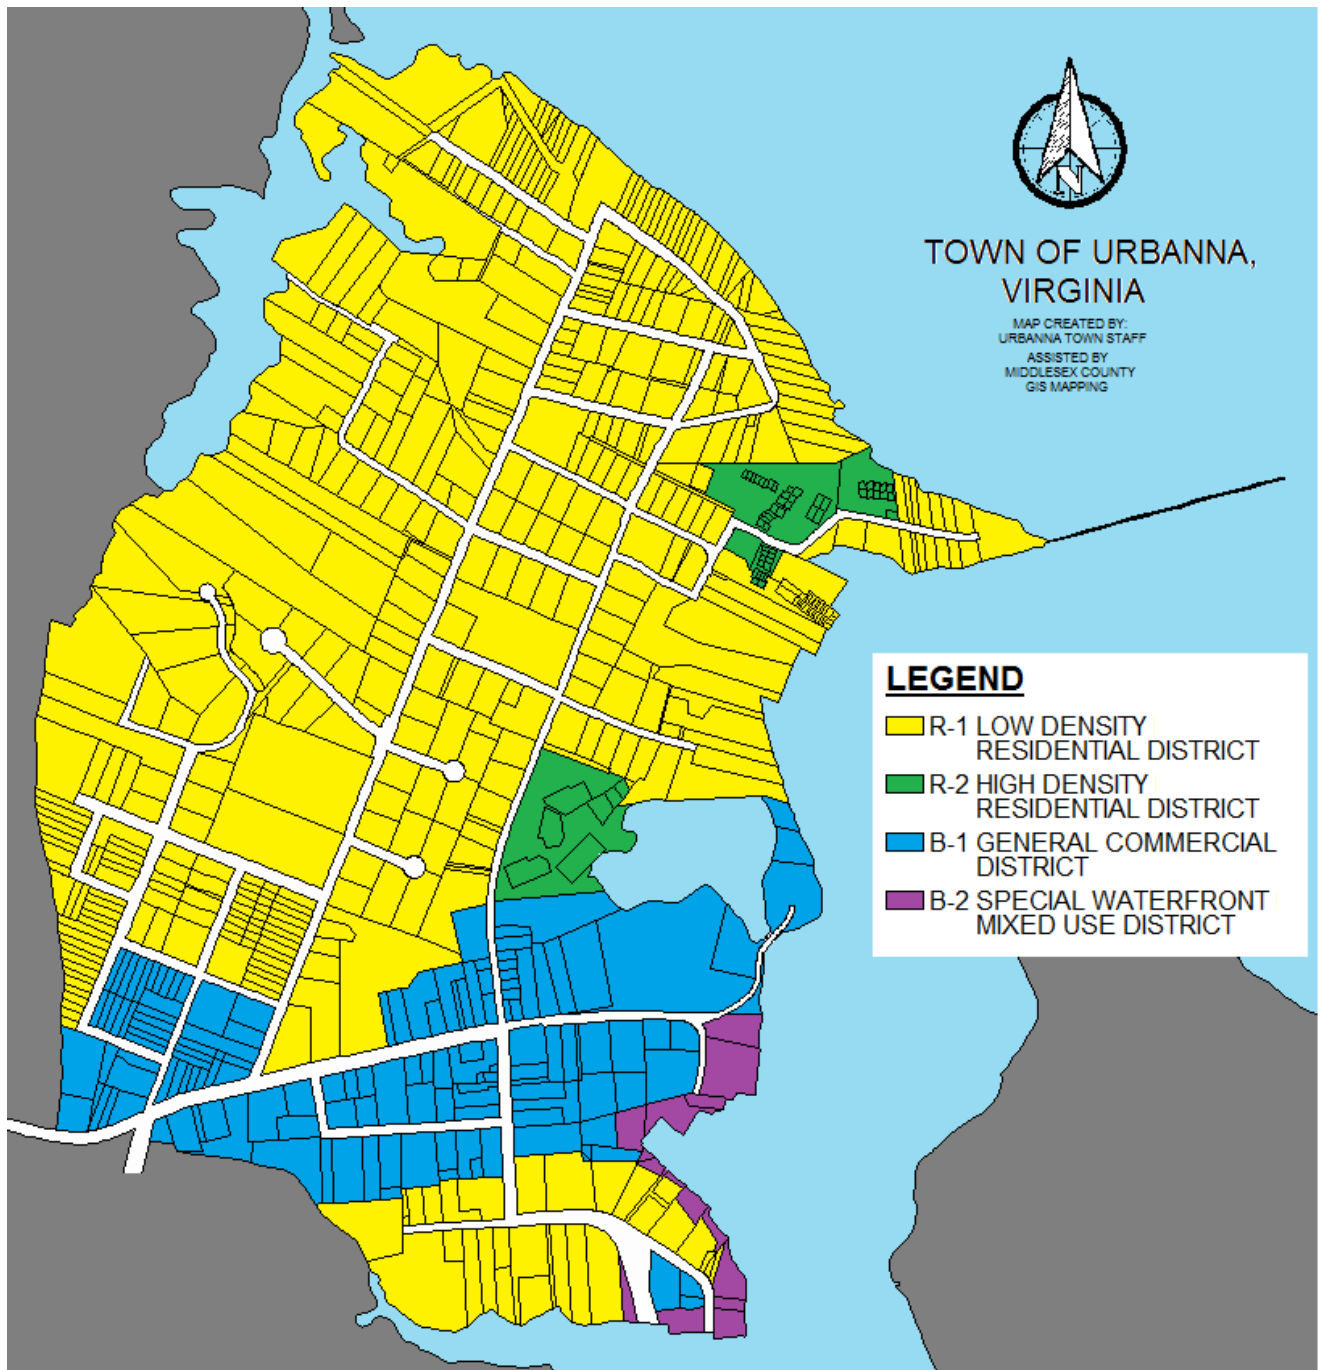 N
TOWN OF URBANNA,
VIRGINIA
MAP CREATED BY:
URBANNA TOWN STAFF
ASSISTED BY
MIDDLESEX COUNTY
GIS MAPPING
LEGEND
R-1 LOW DENSITY
RESIDENTIAL DISTRICT
R-2 HIGH DENSITY
RESIDENTIAL DISTRICT
B-1 GENERAL COMMERCIAL
DISTRICT
B-2 SPECIAL WATERFRONT
MIXED USE DISTRICT